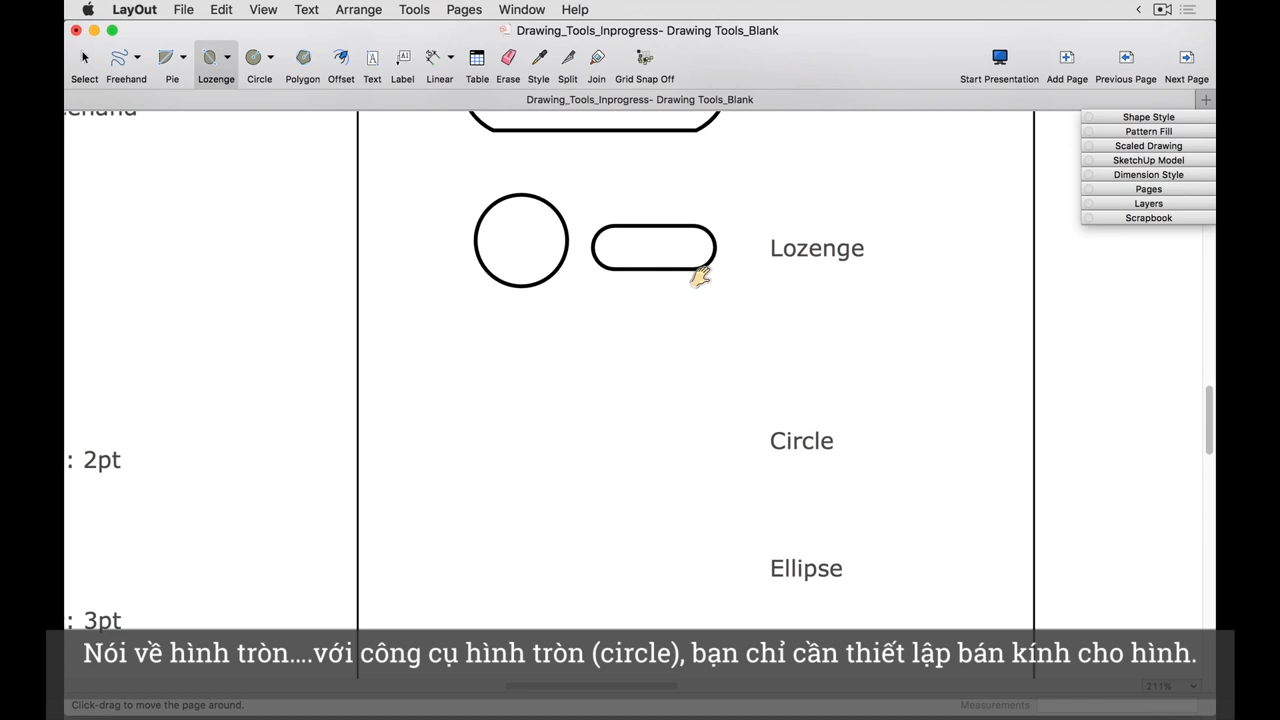 LayOut File Edit View Text Arrange Tools Pages Window Help
Drawing_Tools_Inprogress- Drawing Tools_Blank
Select Freehand Pie Lozenge Circle Polygon Offset Text Label Linear Table Erase Style Split Join Grid Snap Off Start Presentation Add Page Previous Page Next Page
Drawing_Tools_Inprogress- Drawing Tools_Blank
Shape Style
Pattern Fill
Scaled Drawing
SketchUp Model
Dimension Style
Pages
Layers
Scrapbook
Lozenge
Circle
: 2pt
Ellipse
: 3pt
Nói về hình tròn....với công cụ hình tròn (circle), bạn chỉ cần thiết lập bán kính cho hình.
211%
Click-drag to move the page around. Measurements